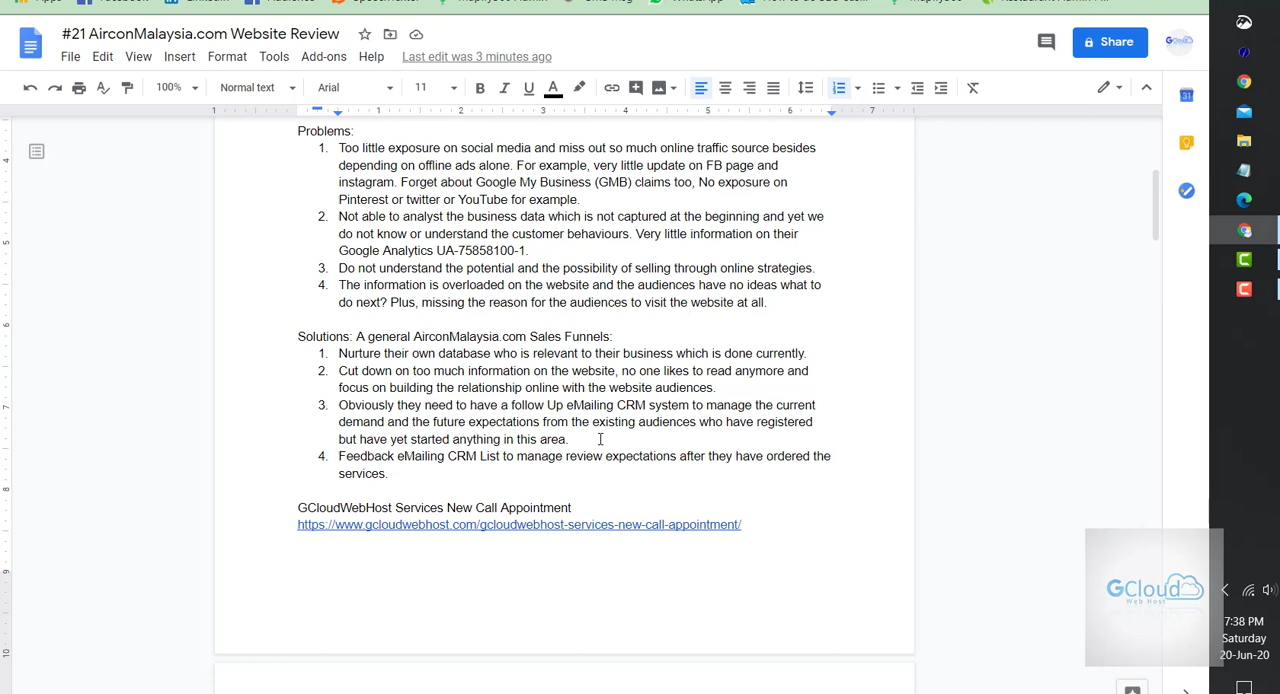 #21 AirconMalaysia.com Website Review
Share
File Edit View Insert Format Tools Add-ons Help Last edit was 3 minutes ago
100% Normal text Arial 11 B I U A
1 1 2 3 4 5 6 7
Problems:
1. Too little exposure on social media and miss out so much online traffic source besides
depending on offline ads alone. For example, very little update on FB page and
instagram. Forget about Google My Business (GMB) claims too, No exposure on
Pinterest or twitter or YouTube for example.
2. Not able to analyst the business data which is not captured at the beginning and yet we
do not know or understand the customer behaviours. Very little information on their
Google Analytics UA-75858100-1.
3. Do not understand the potential and the possibility of selling through online strategies.
4. The information is overloaded on the website and the audiences have no ideas what to
do next? Plus, missing the reason for the audiences to visit the website at all.
Solutions: A general AirconMalaysia.com Sales Funnels:
1. Nurture their own database who is relevant to their business which is done currently.
2. Cut down on too much information on the website, no one likes to read anymore and
focus on building the relationship online with the website audiences.
3. Obviously they need to have a follow Up eMailing CRM system to manage the current
demand and the future expectations from the existing audiences who have registered
but have yet started anything in this area.
4. Feedback eMailing CRM List to manage review expectations after they have ordered the
services.
GCloudWebHost Services New Call Appointment
https://www.gcloudwebhost.com/gcloudwebhost-services-new-call-appointment/
GCloud
Web Host
7:38 PM
Saturday
20-Jun-20